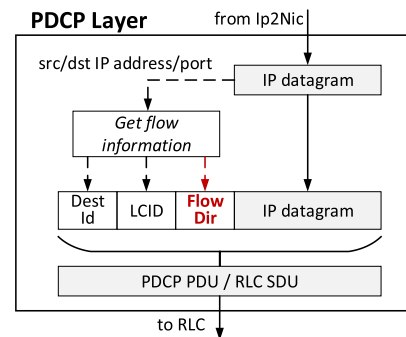 PDCP Layer
from Ip2Nic
src/dst IP address/port
IP datagram
Get flow
information
Dest
Id
LCID
Flow
Dir
IP datagram
PDCP PDU / RLC SDU
to RLC